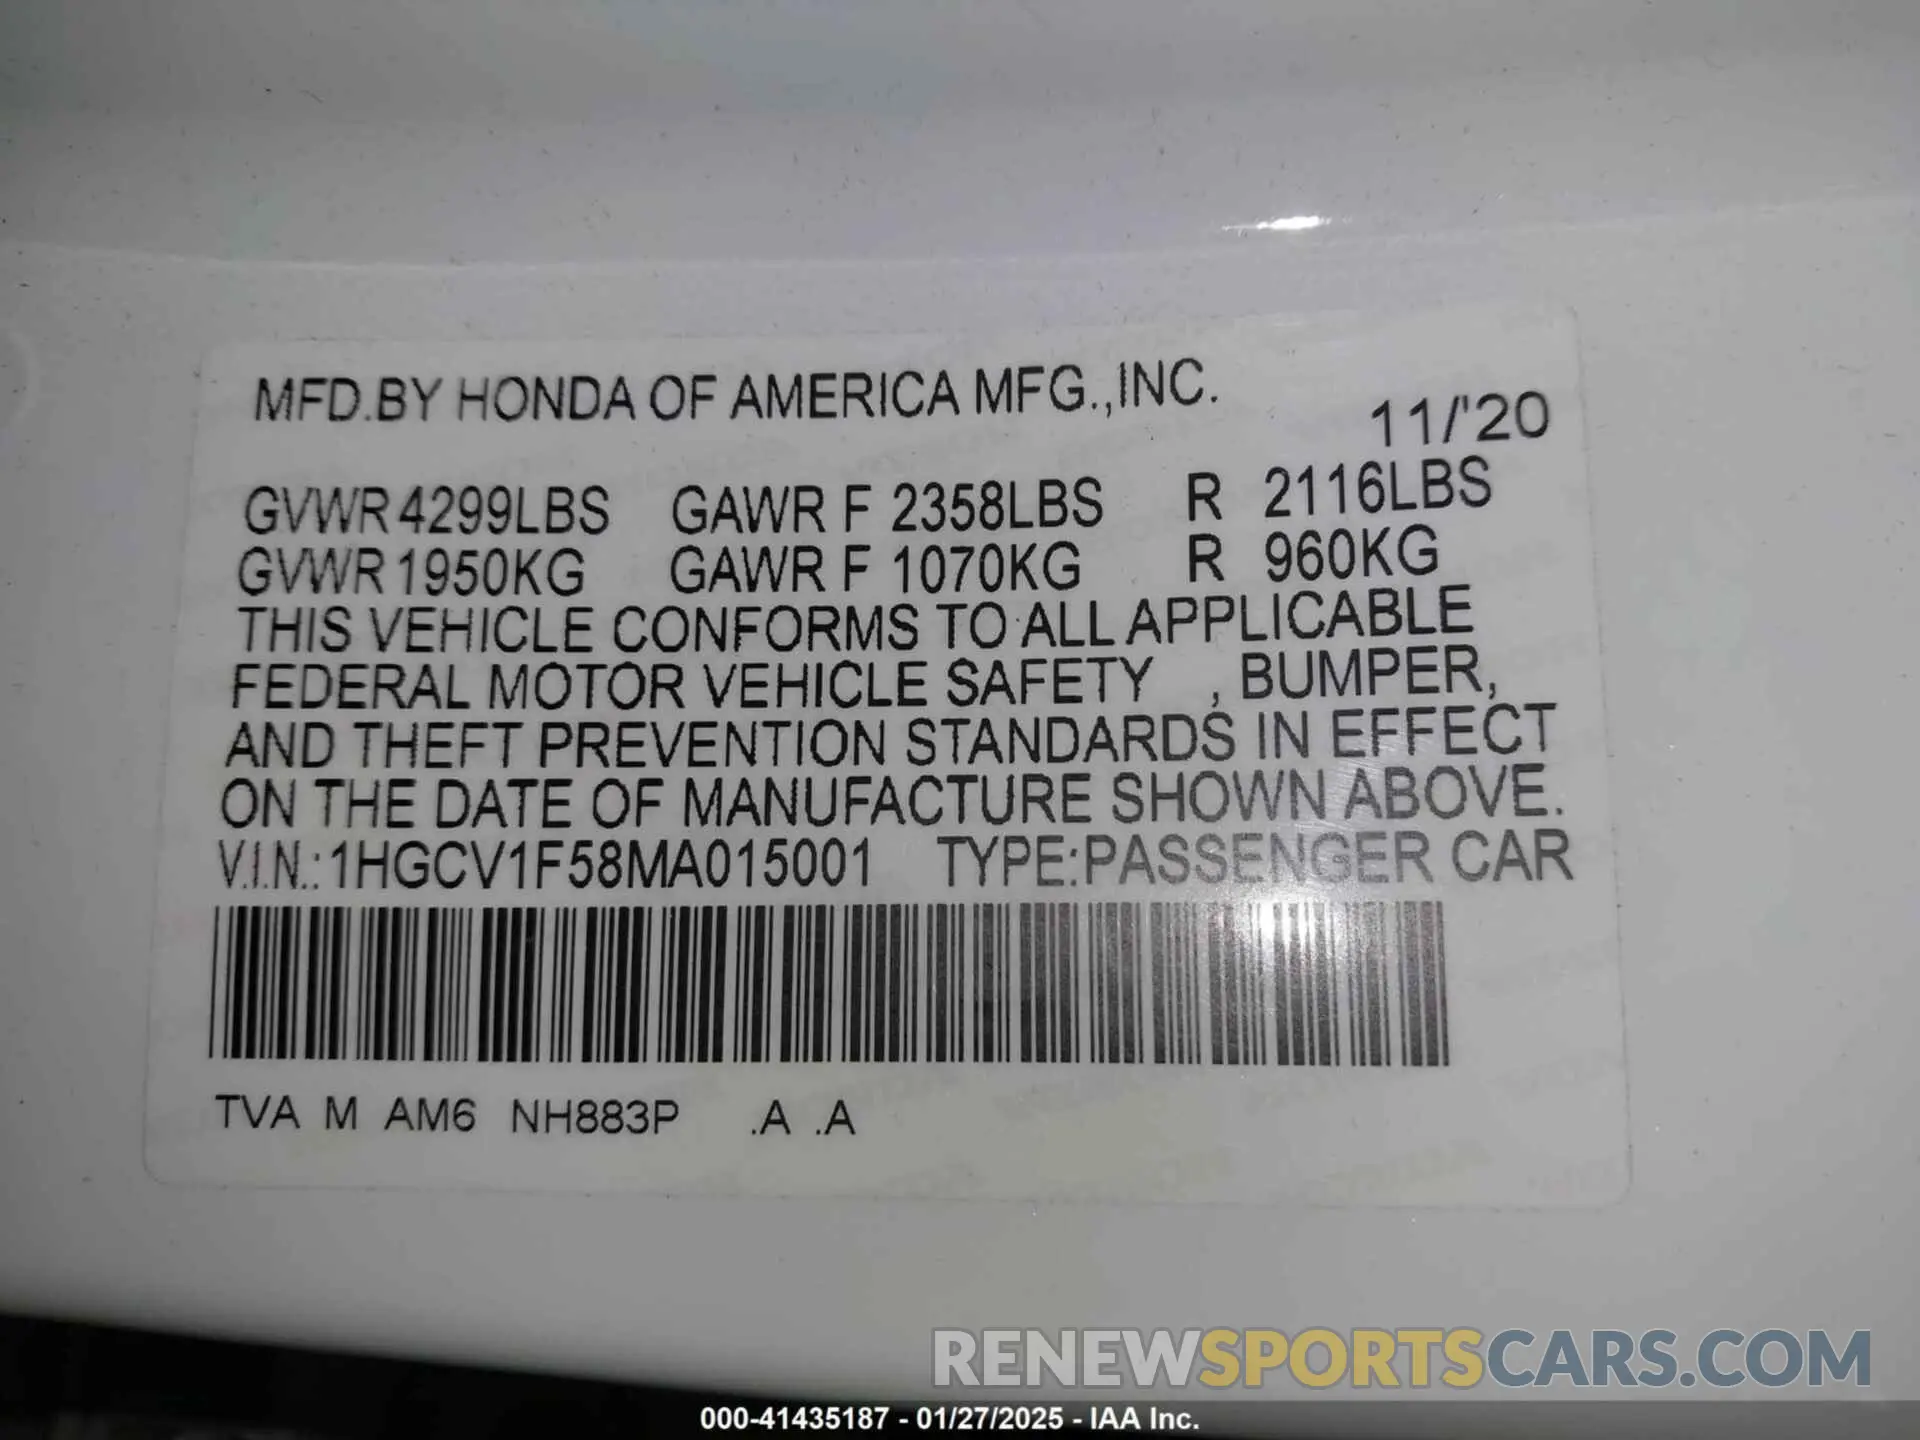 MFD.BY HONDA OF AMERICA MFG.,INC. 11/'20
GVWR 4299LBS GAWR F 2358LBS R 2116LBS
GVWR 1950KG GAWR F 1070KG R 960KG
THIS VEHICLE CONFORMS TO ALL APPLICABLE
FEDERAL MOTOR VEHICLE SAFETY , BUMPER,
AND THEFT PREVENTION STANDARDS IN EFFECT
ON THE DATE OF MANUFACTURE SHOWN ABOVE.
V.I.N.: 1HGCV1F58MA015001 TYPE:PASSENGER CAR
TVA M AM6 NH883P .A .A
RENEWSPORTSCARS.COM
000-41435187 - 01/27/2025 - IAA Inc.